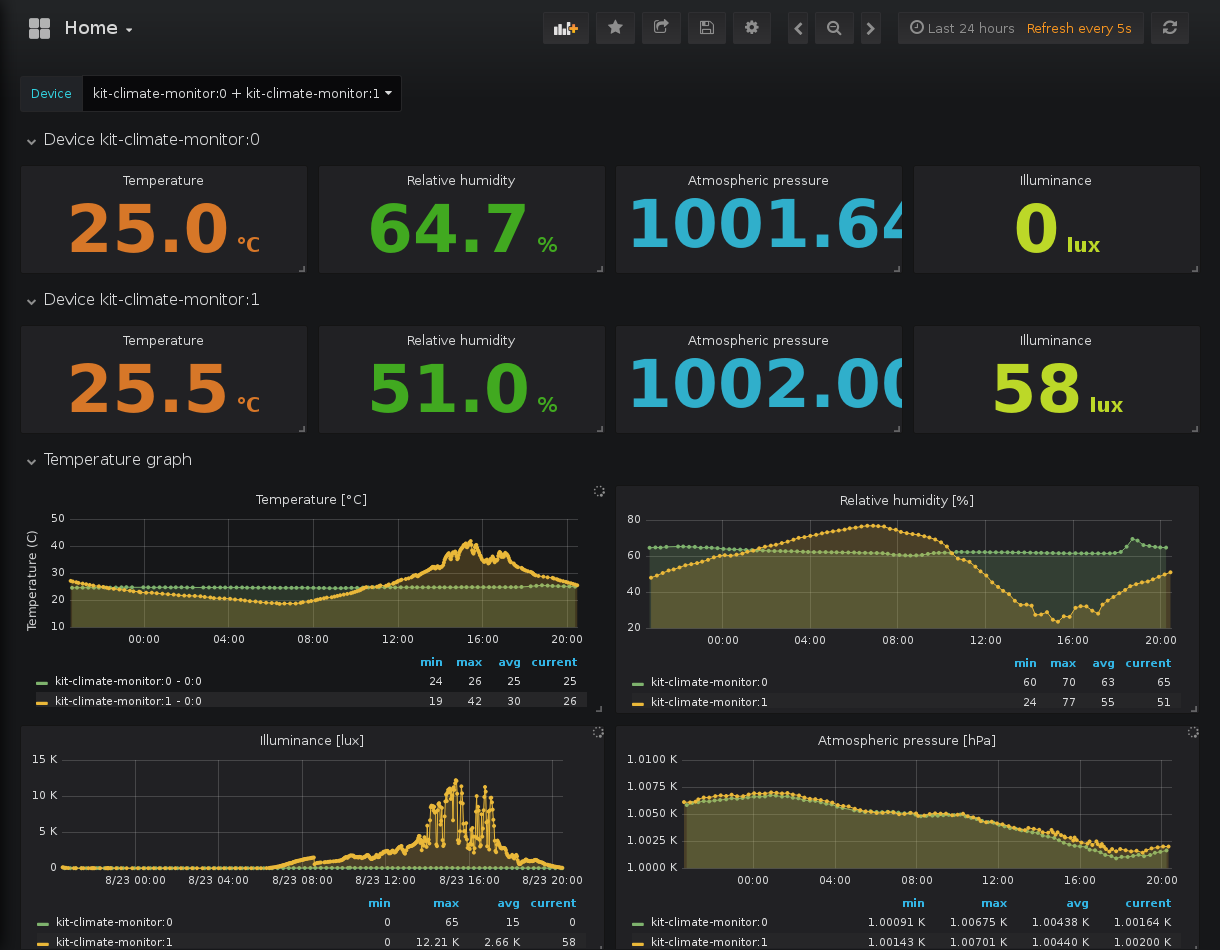 Home
Last 24 hours Refresh every 5s
Device kit-climate-monitor:0 + kit-climate-monitor:1
Device kit-climate-monitor:0
Temperature Relative humidity Atmospheric pressure Illuminance
25.0 °C 64.7 % 1001.64 0 lux
Device kit-climate-monitor:1
Temperature Relative humidity Atmospheric pressure Illuminance
25.5 °C 51.0 % 1002.00 58 lux
Temperature graph
Temperature [°C]
Temperature (C)
50
40
30
20
10
00:00 04:00 08:00 12:00 16:00 20:00
min max avg current
kit-climate-monitor:0 - 0:0 24 26 25 25
kit-climate-monitor:1 - 0:0 19 42 30 26
Relative humidity [%]
80
60
40
20
00:00 04:00 08:00 12:00 16:00 20:00
min max avg current
kit-climate-monitor:0 60 70 63 65
kit-climate-monitor:1 24 77 55 51
Illuminance [lux]
15 K
10 K
5 K
0
8/23 00:00 8/23 04:00 8/23 08:00 8/23 12:00 8/23 16:00 8/23 20:00
min max avg current
kit-climate-monitor:0 0 65 15 0
kit-climate-monitor:1 0 12.21 K 2.66 K 58
Atmospheric pressure [hPa]
1.0100 K
1.0075 K
1.0050 K
1.0025 K
1.0000 K
00:00 04:00 08:00 12:00 16:00 20:00
min max avg current
kit-climate-monitor:0 1.00091 K 1.00675 K 1.00438 K 1.00164 K
kit-climate-monitor:1 1.00143 K 1.00701 K 1.00440 K 1.00200 K